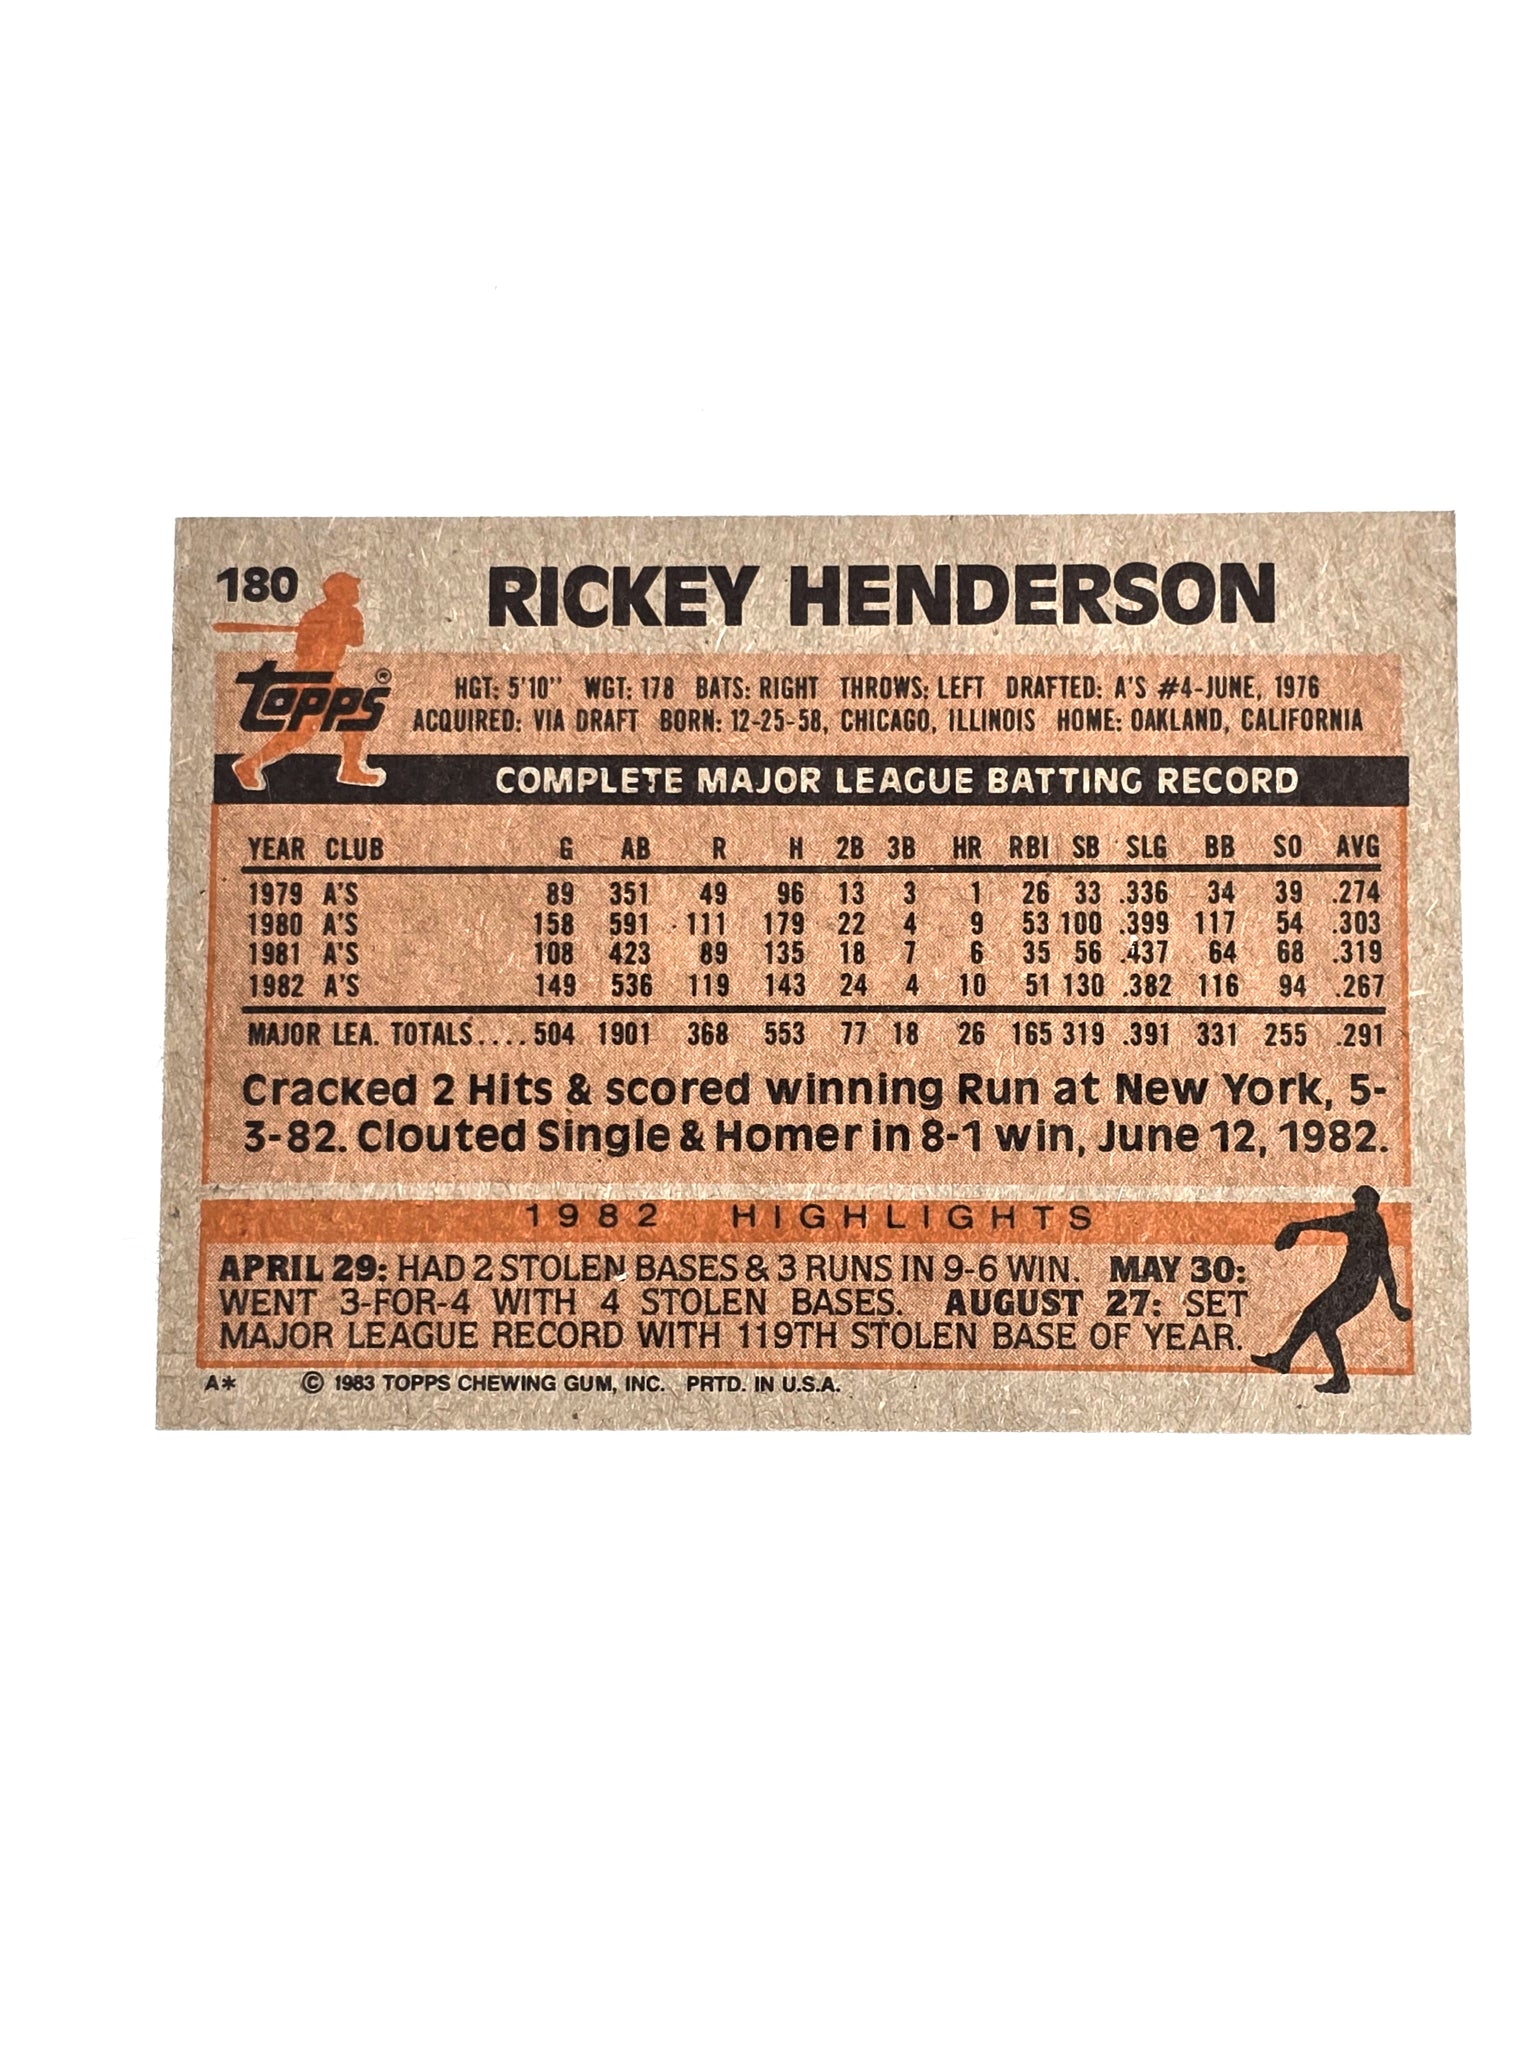 180
RICKEY HENDERSON
topps®
HGT: 5'10" WGT: 178 BATS: RIGHT THROWS: LEFT DRAFTED: A'S #4-JUNE, 1976
ACQUIRED: VIA DRAFT BORN: 12-25-58, CHICAGO, ILLINOIS HOME: OAKLAND, CALIFORNIA
COMPLETE MAJOR LEAGUE BATTING RECORD
YEAR CLUB G AB R H 2B 3B HR RBI SB SLG BB SO AVG
1979 A'S 89 351 49 96 13 3 1 26 33 .336 34 39 .274
1980 A'S 158 591 111 179 22 4 9 53 100 .399 117 54 .303
1981 A'S 108 423 89 135 18 7 6 35 56 .437 64 68 .319
1982 A'S 149 536 119 143 24 4 10 51 130 .382 116 94 .267
MAJOR LEA. TOTALS.... 504 1901 368 553 77 18 26 165 319 .391 331 255 .291
Cracked 2 Hits & scored winning Run at New York, 5-
3-82. Clouted Single & Homer in 8-1 win, June 12, 1982.
1982 HIGHLIGHTS
APRIL 29: HAD 2 STOLEN BASES & 3 RUNS IN 9-6 WIN. MAY 30:
WENT 3-FOR-4 WITH 4 STOLEN BASES. AUGUST 27: SET
MAJOR LEAGUE RECORD WITH 119TH STOLEN BASE OF YEAR.
A* © 1983 TOPPS CHEWING GUM, INC. PRTD. IN U.S.A.